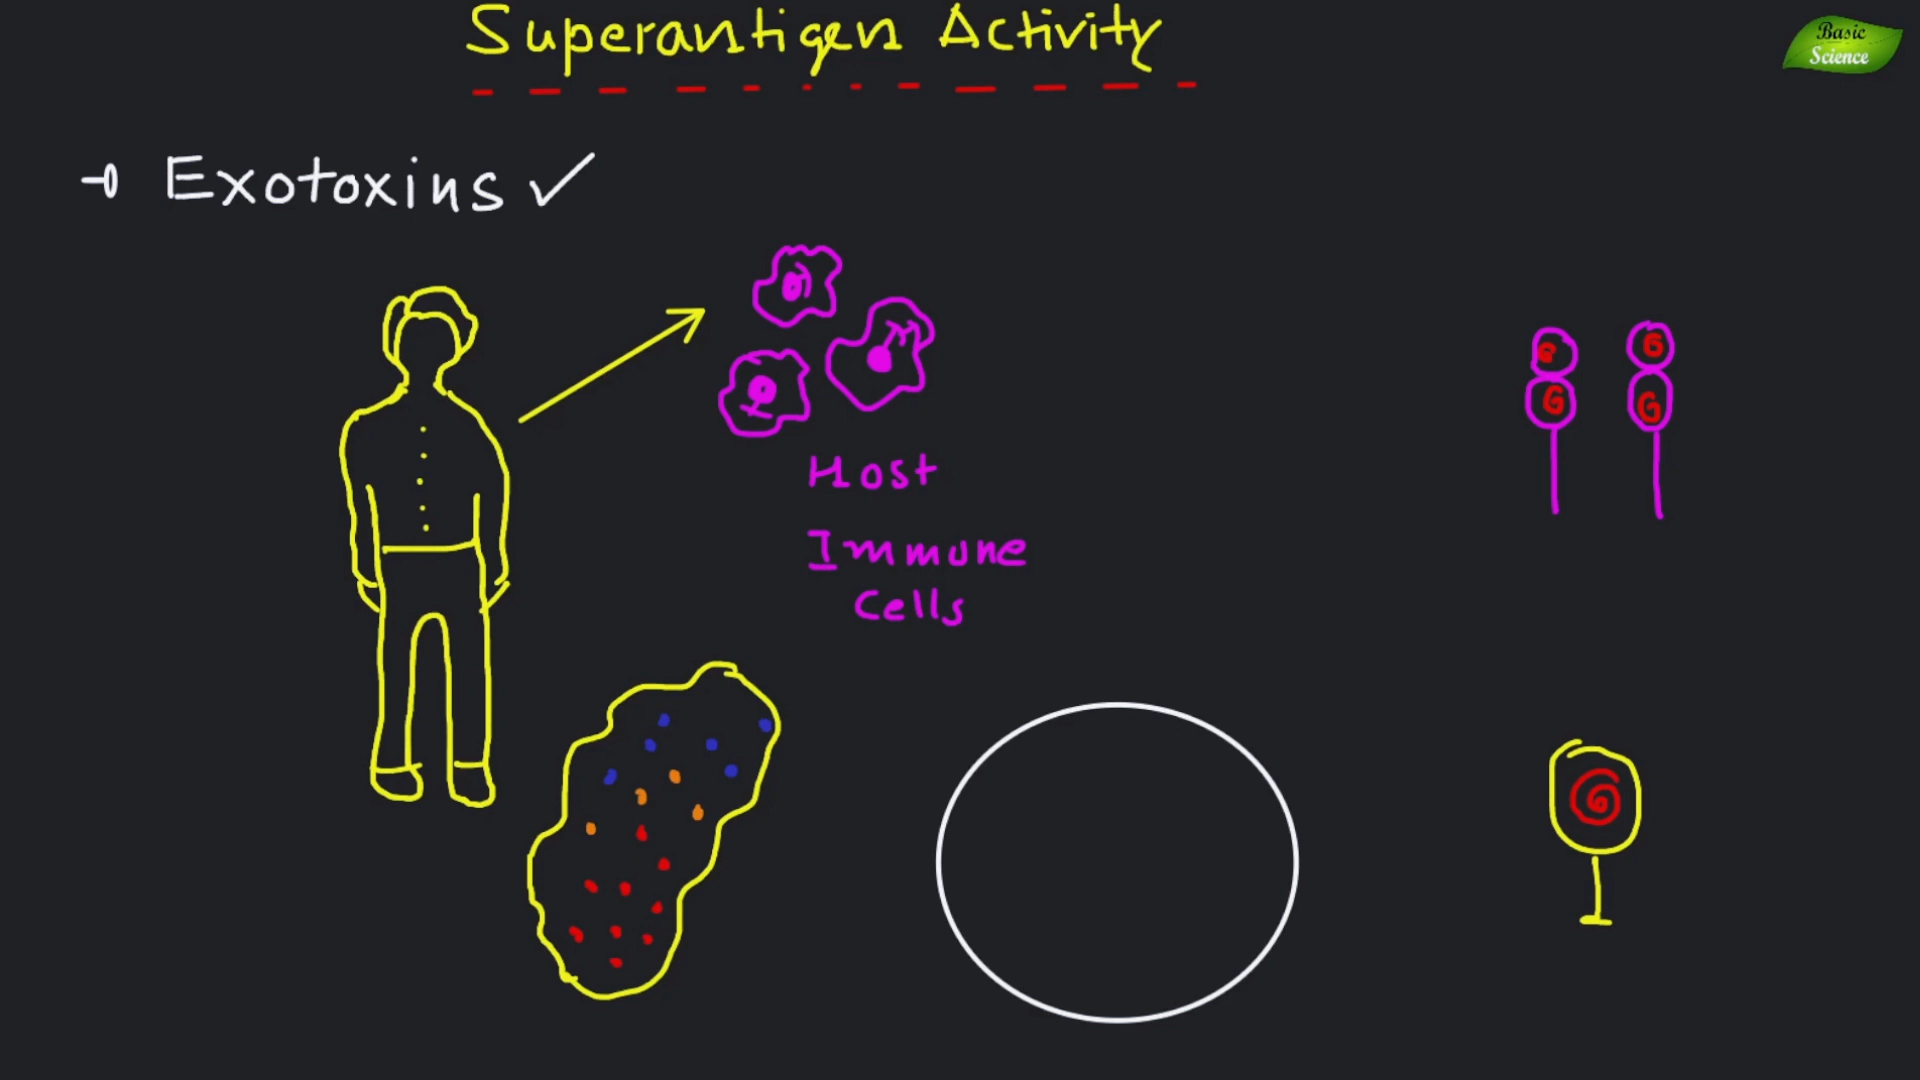 Superantigen Activity
Basic
Science
Exotoxins ✓
Host
Immune
Cells